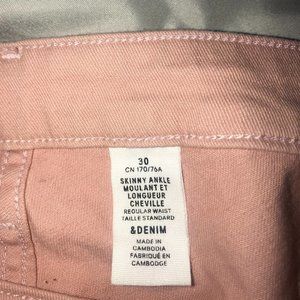 30
CN 170/76A
SKINNY ANKLE
MOULANT ET
LONGUEUR
CHEVILLE
REGULAR WAIST
TAILLE STANDARD
&DENIM
MADE IN
CAMBODIA
FABRIQUÉ EN
CAMBODGE